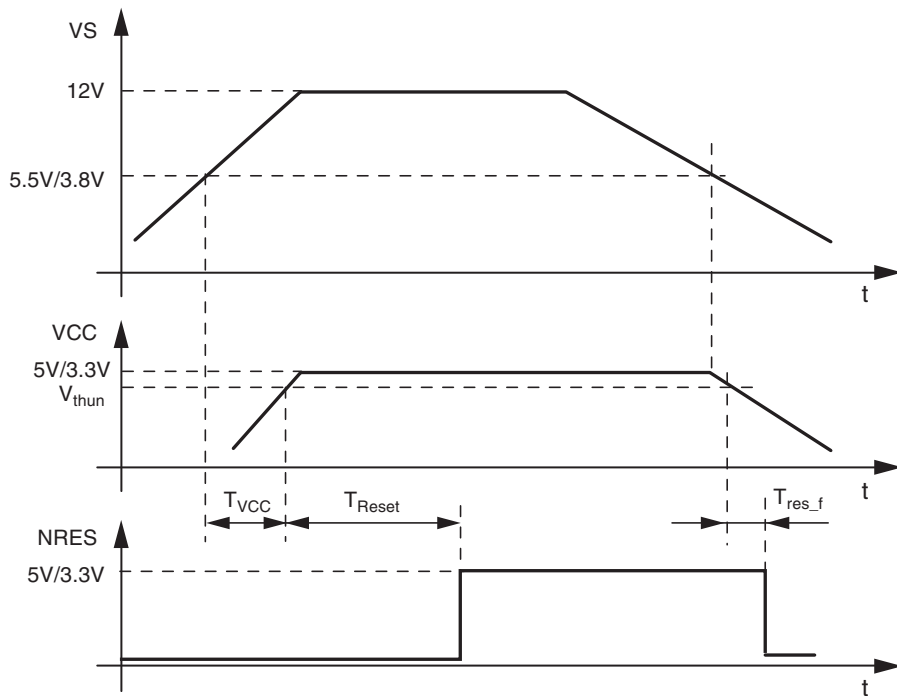 VS
12V
5.5V/3.8V
t
VCC
5V/3.3V
Vthun
t
TVCC
TReset
Tres_f
NRES
5V/3.3V
t